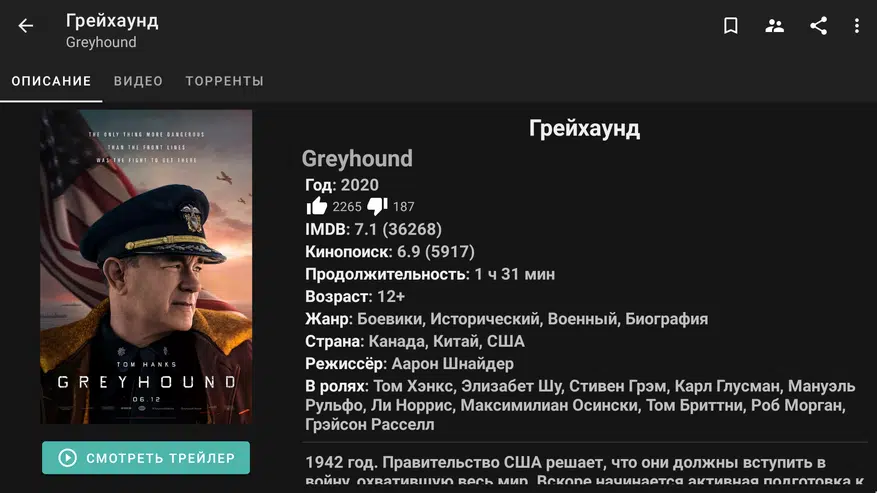 Грейхаунд
Greyhound
ОПИСАНИЕ ВИДЕО ТОРРЕНТЫ
THE ONLY THING MORE DANGEROUS
THAN THE FRONT LINES
WAS THE FIGHT TO GET THERE
TOM HANKS
GREYHOUND
06.12
СМОТРЕТЬ ТРЕЙЛЕР
Грейхаунд
Greyhound
Год: 2020
2265 187
IMDB: 7.1 (36268)
Кинопоиск: 6.9 (5917)
Продолжительность: 1 ч 31 мин
Возраст: 12+
Жанр: Боевики, Исторический, Военный, Биография
Страна: Канада, Китай, США
Режиссёр: Аарон Шнайдер
В ролях: Том Хэнкс, Элизабет Шу, Стивен Грэм, Карл Глусман, Мануэль
Рульфо, Ли Норрис, Максимилиан Осински, Том Бриттни, Роб Морган,
Грэйсон Расселл
1942 год. Правительство США решает, что они должны вступить в
войну, охватившую весь мир. Вскоре начинается активная подготовка к